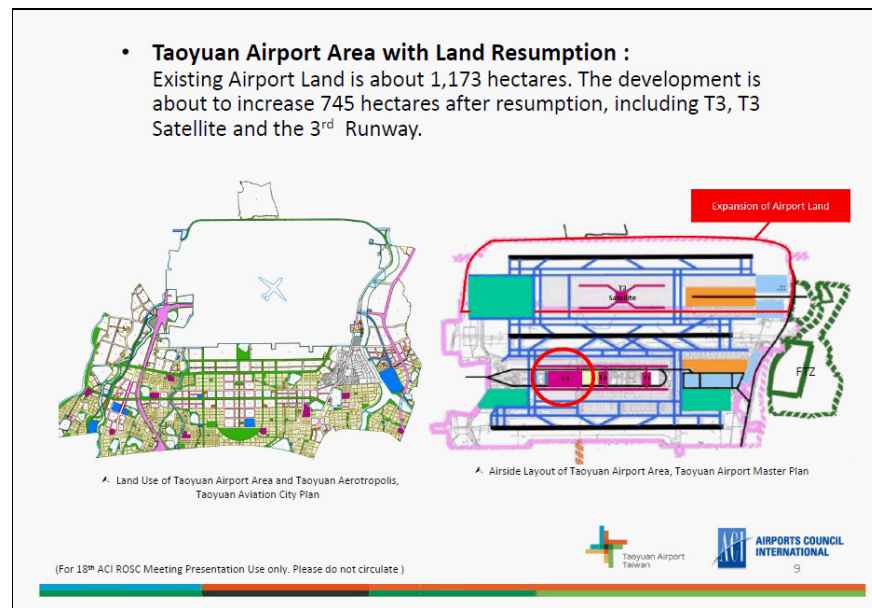 • Taoyuan Airport Area with Land Resumption :
Existing Airport Land is about 1,173 hectares. The development is
about to increase 745 hectares after resumption, including T3, T3
Satellite and the 3rd Runway.
Expansion of Airport Land
T3
Satellite
FTZ
Land Use of Taoyuan Airport Area and Taoyuan Aerotropolis,
Taoyuan Aviation City Plan
Airside Layout of Taoyuan Airport Area, Taoyuan Airport Master Plan
Taoyuan Airport
Taiwan
ACI
AIRPORTS COUNCIL
INTERNATIONAL
(For 18th ACI ROSC Meeting Presentation Use only. Please do not circulate )
9